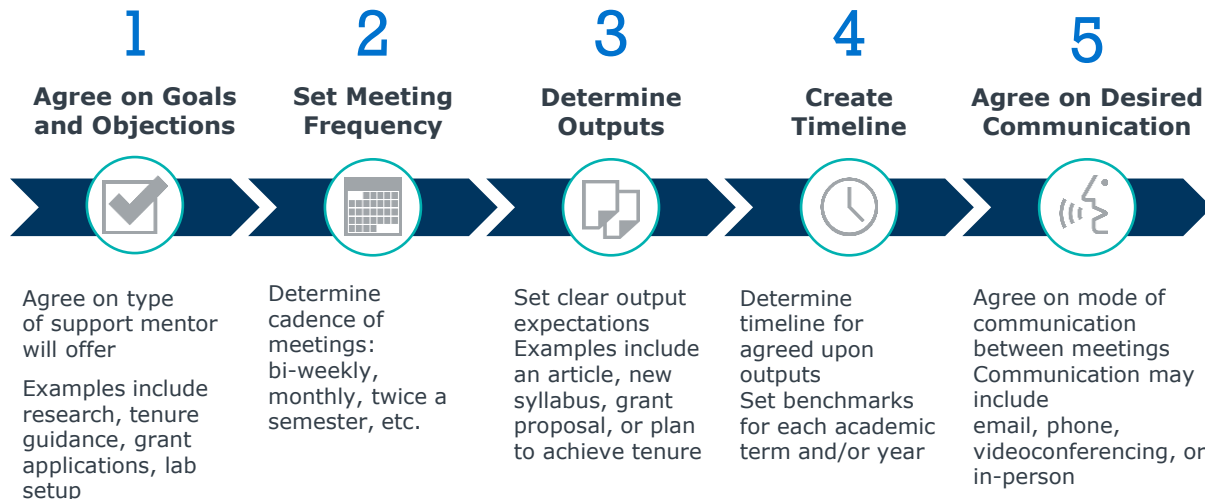 1
Agree on Goals
and Objections
Agree on type
of support mentor
will offer
Examples include
research, tenure
guidance, grant
applications, lab
setup
2
Set Meeting
Frequency
Determine
cadence of
meetings:
bi-weekly,
monthly, twice a
semester, etc.
3
Determine
Outputs
Set clear output
expectations
Examples include
an article, new
syllabus, grant
proposal, or plan
to achieve tenure
4
Create
Timeline
Determine
timeline for
agreed upon
outputs
Set benchmarks
for each academic
term and/or year
5
Agree on Desired
Communication
Agree on mode of
communication
between meetings
Communication may
include
email, phone,
videoconferencing, or
in-person